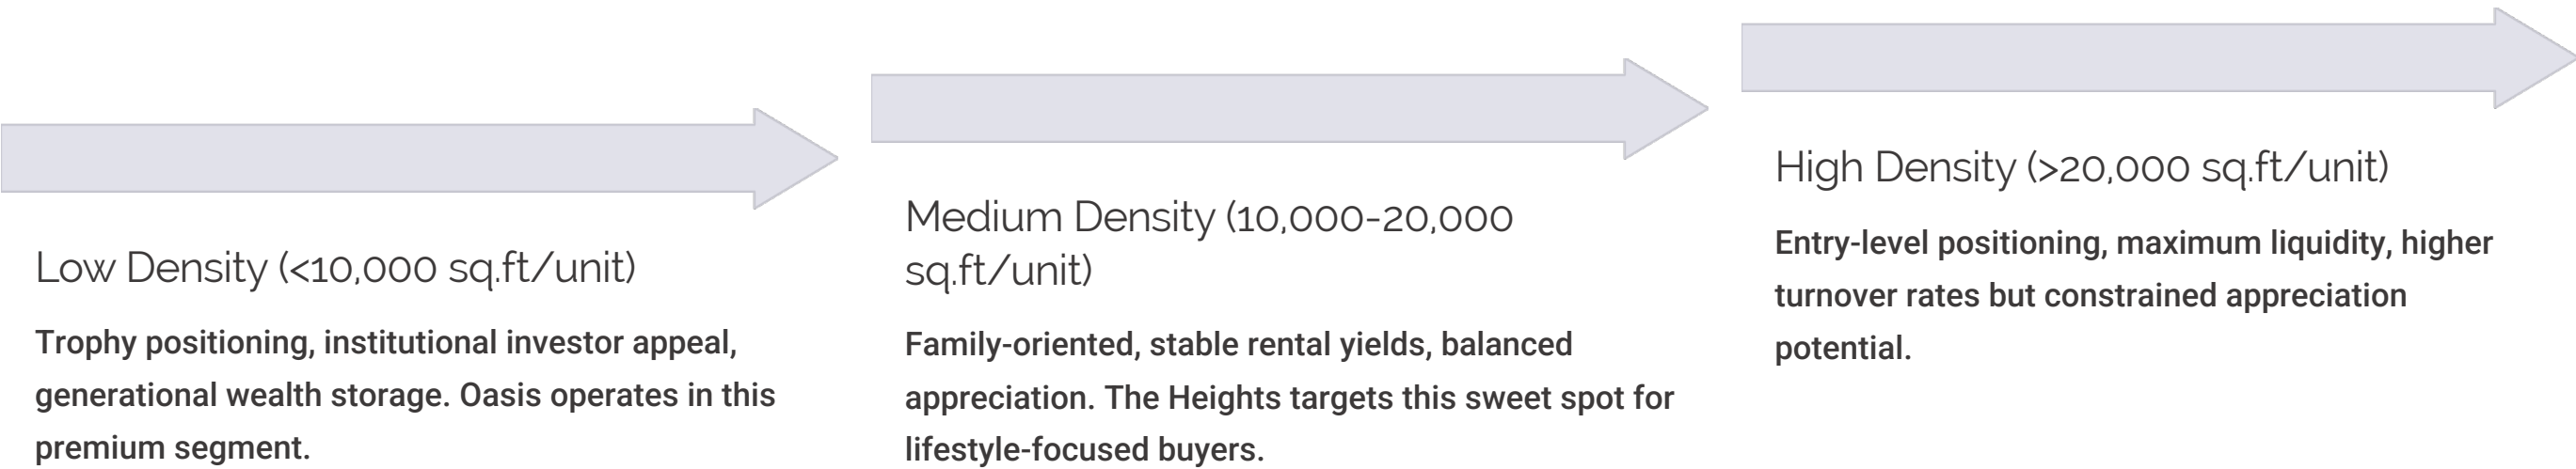 Low Density (<10,000 sq.ft/unit)
Trophy positioning, institutional investor appeal,
generational wealth storage. Oasis operates in this
premium segment.
Medium Density (10,000-20,000
sq.ft/unit)
Family-oriented, stable rental yields, balanced
appreciation. The Heights targets this sweet spot for
lifestyle-focused buyers.
High Density (>20,000 sq.ft/unit)
Entry-level positioning, maximum liquidity, higher
turnover rates but constrained appreciation
potential.